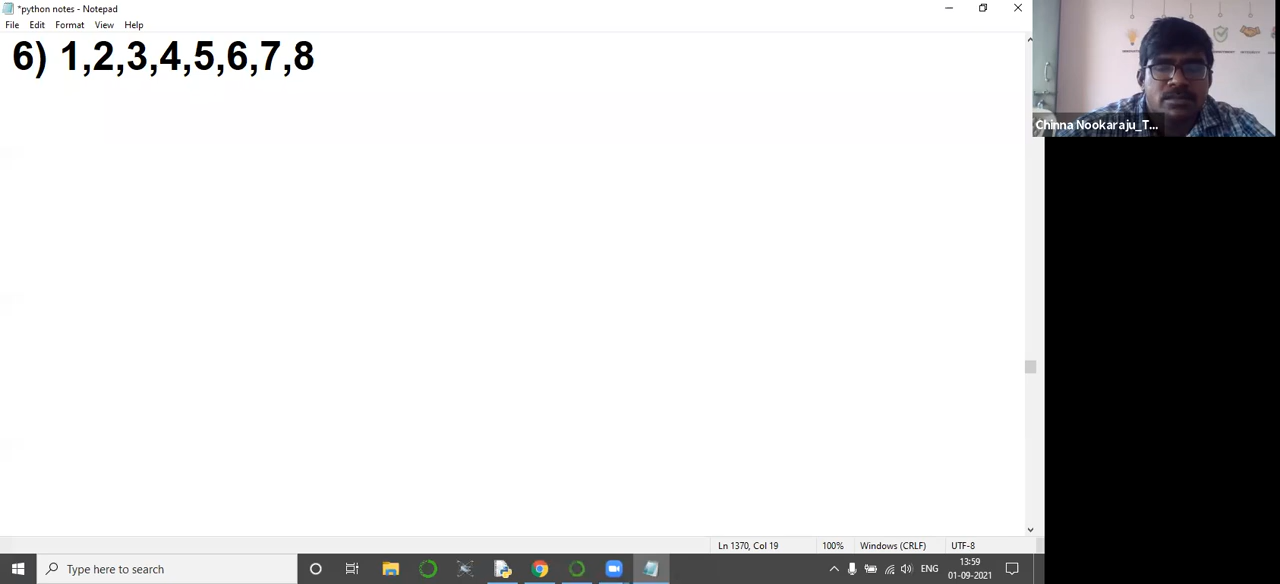 *python notes - Notepad
File Edit Format View Help
6) 1,2,3,4,5,6,7,8
Chinna Nookaraju_T...
Ln 1370, Col 19 100% Windows (CRLF) UTF-8
Type here to search
ENG
13:59
01-09-2021